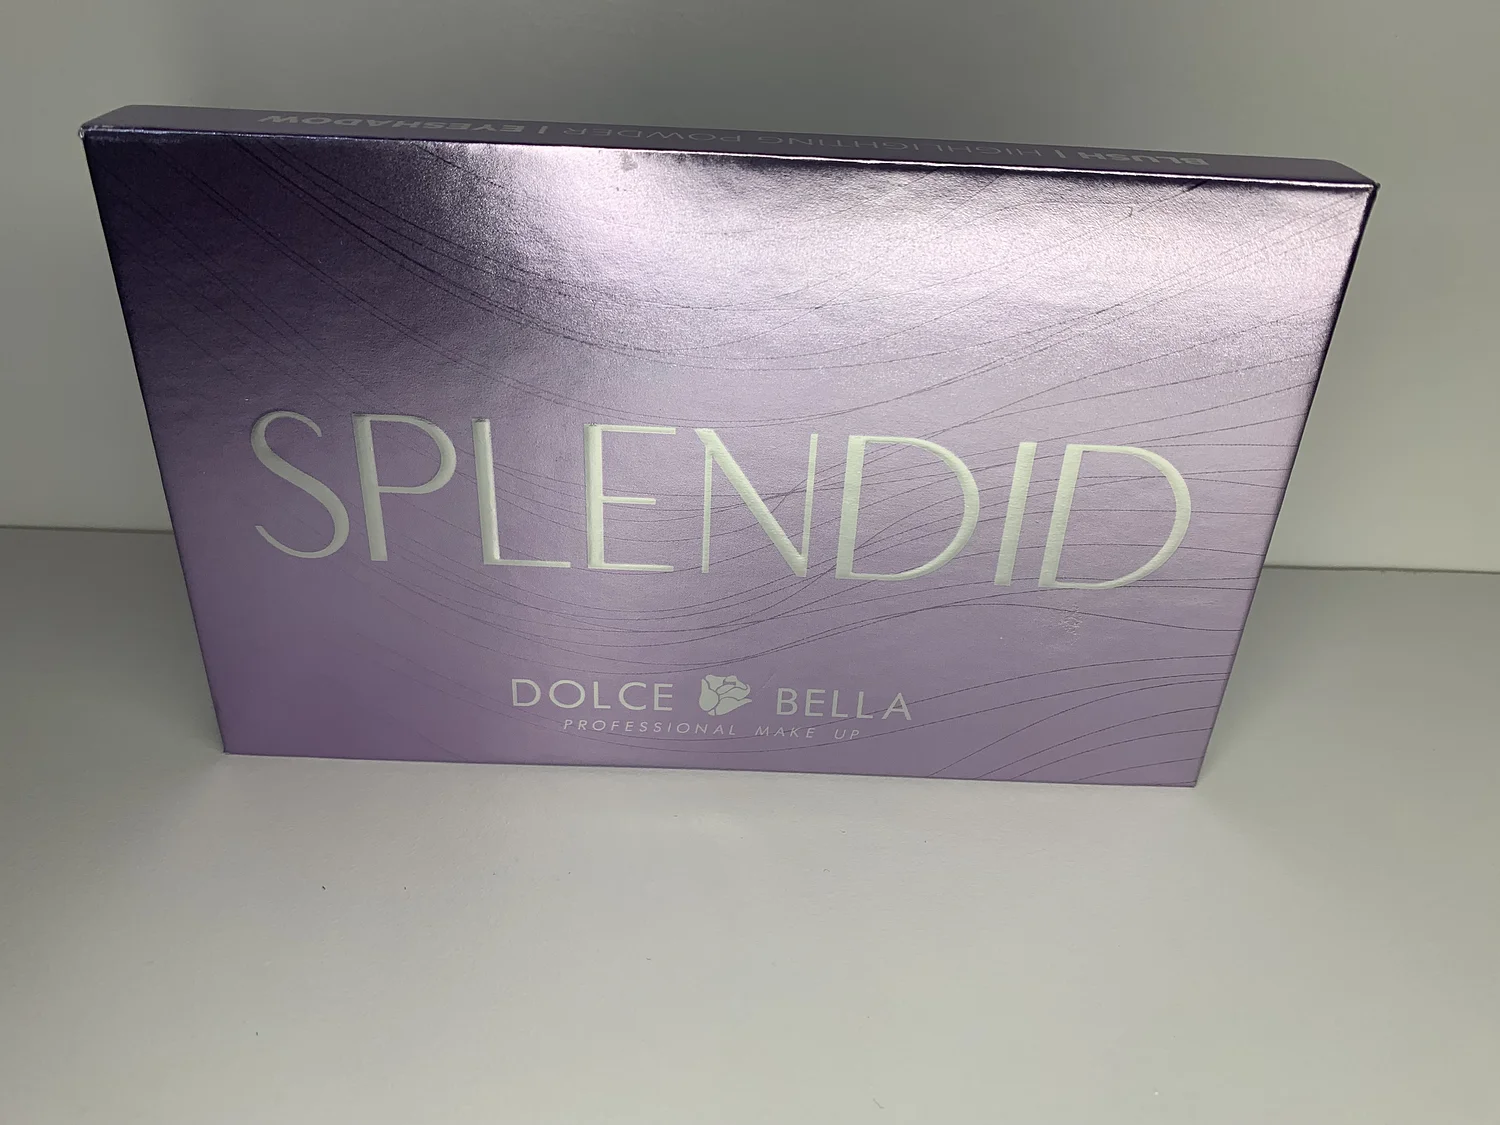 BLUSH | HIGHLIGHTING POWDER | EYESHADOW
SPLENDID
DOLCE BELLA
PROFESSIONAL MAKE UP